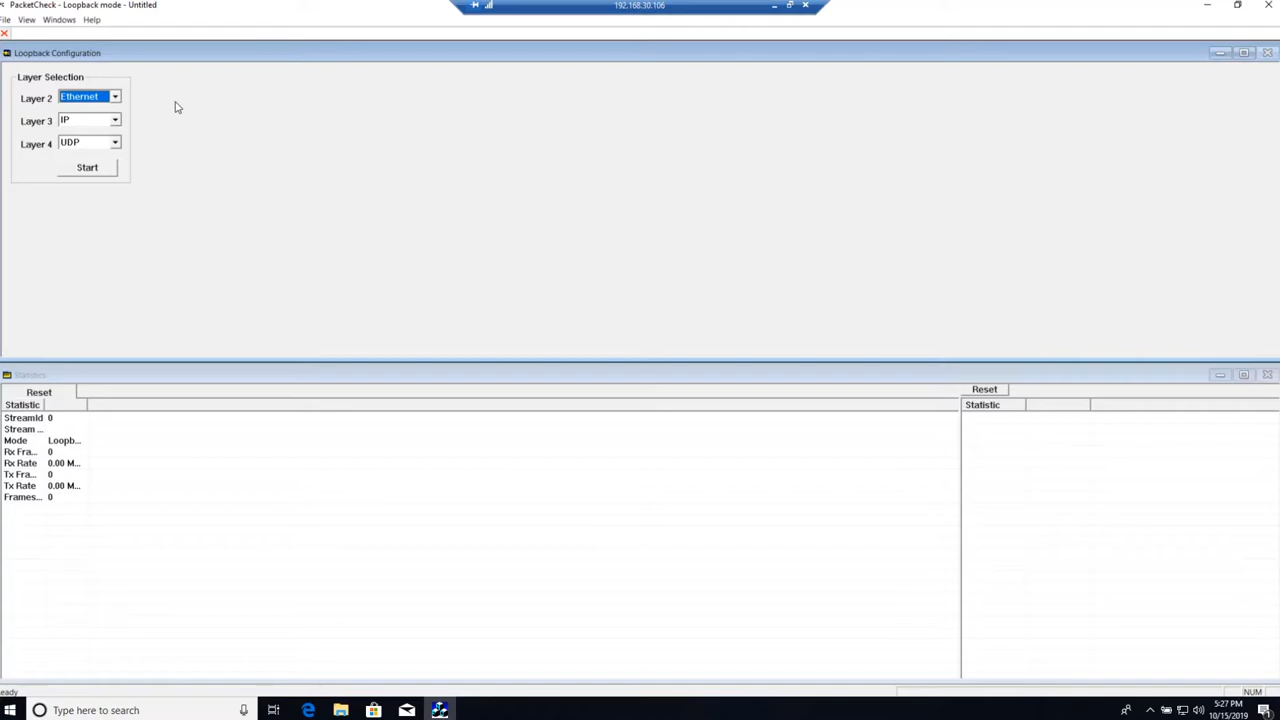 PacketCheck - Loopback mode - Untitled
192.168.30.106
File View Windows Help
Loopback Configuration
Layer Selection
Layer 2 Ethernet
Layer 3 IP
Layer 4 UDP
Start
Statistics
Reset
Statistic
StreamId 0
Stream ...
Mode Loopb...
Rx Fra... 0
Rx Rate 0.00 M...
Tx Fra... 0
Tx Rate 0.00 M...
Frames... 0
Reset
Statistic
eady
NUM
Type here to search
5:27 PM
10/15/2019